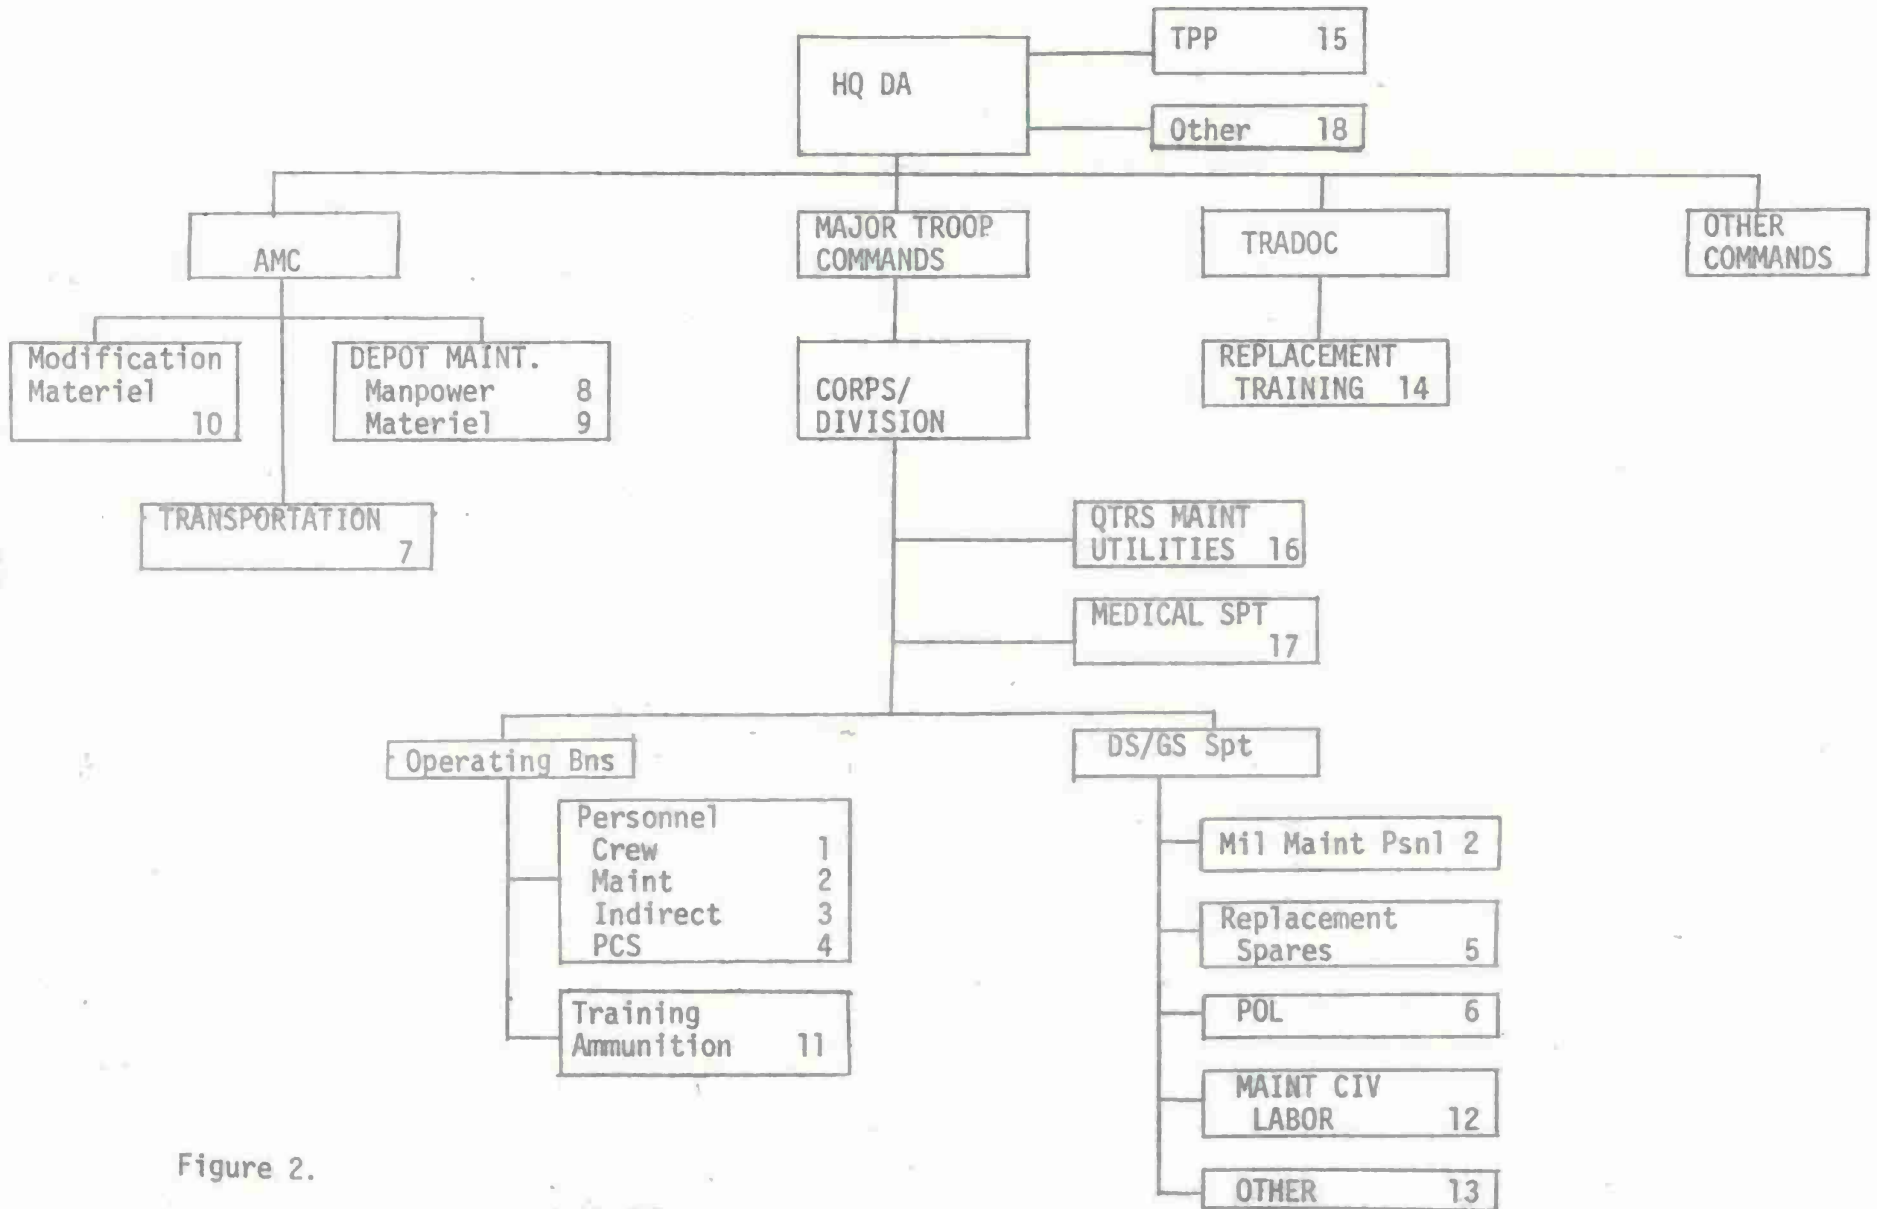 HQ DA
TPP 15
Other 18
AMC
MAJOR TROOP
COMMANDS
TRADOC
OTHER
COMMANDS
Modification
Materiel
10
DEPOT MAINT.
Manpower 8
Materiel 9
CORPS/
DIVISION
REPLACEMENT
TRAINING 14
TRANSPORTATION
7
QTRS MAINT
UTILITIES 16
MEDICAL SPT
17
Operating Bns
DS/GS Spt
Personnel
Crew 1
Maint 2
Indirect 3
PCS 4
Training
Ammunition 11
Mil Maint Psnl 2
Replacement
Spares 5
POL 6
MAINT CIV
LABOR 12
OTHER 13
Figure 2.